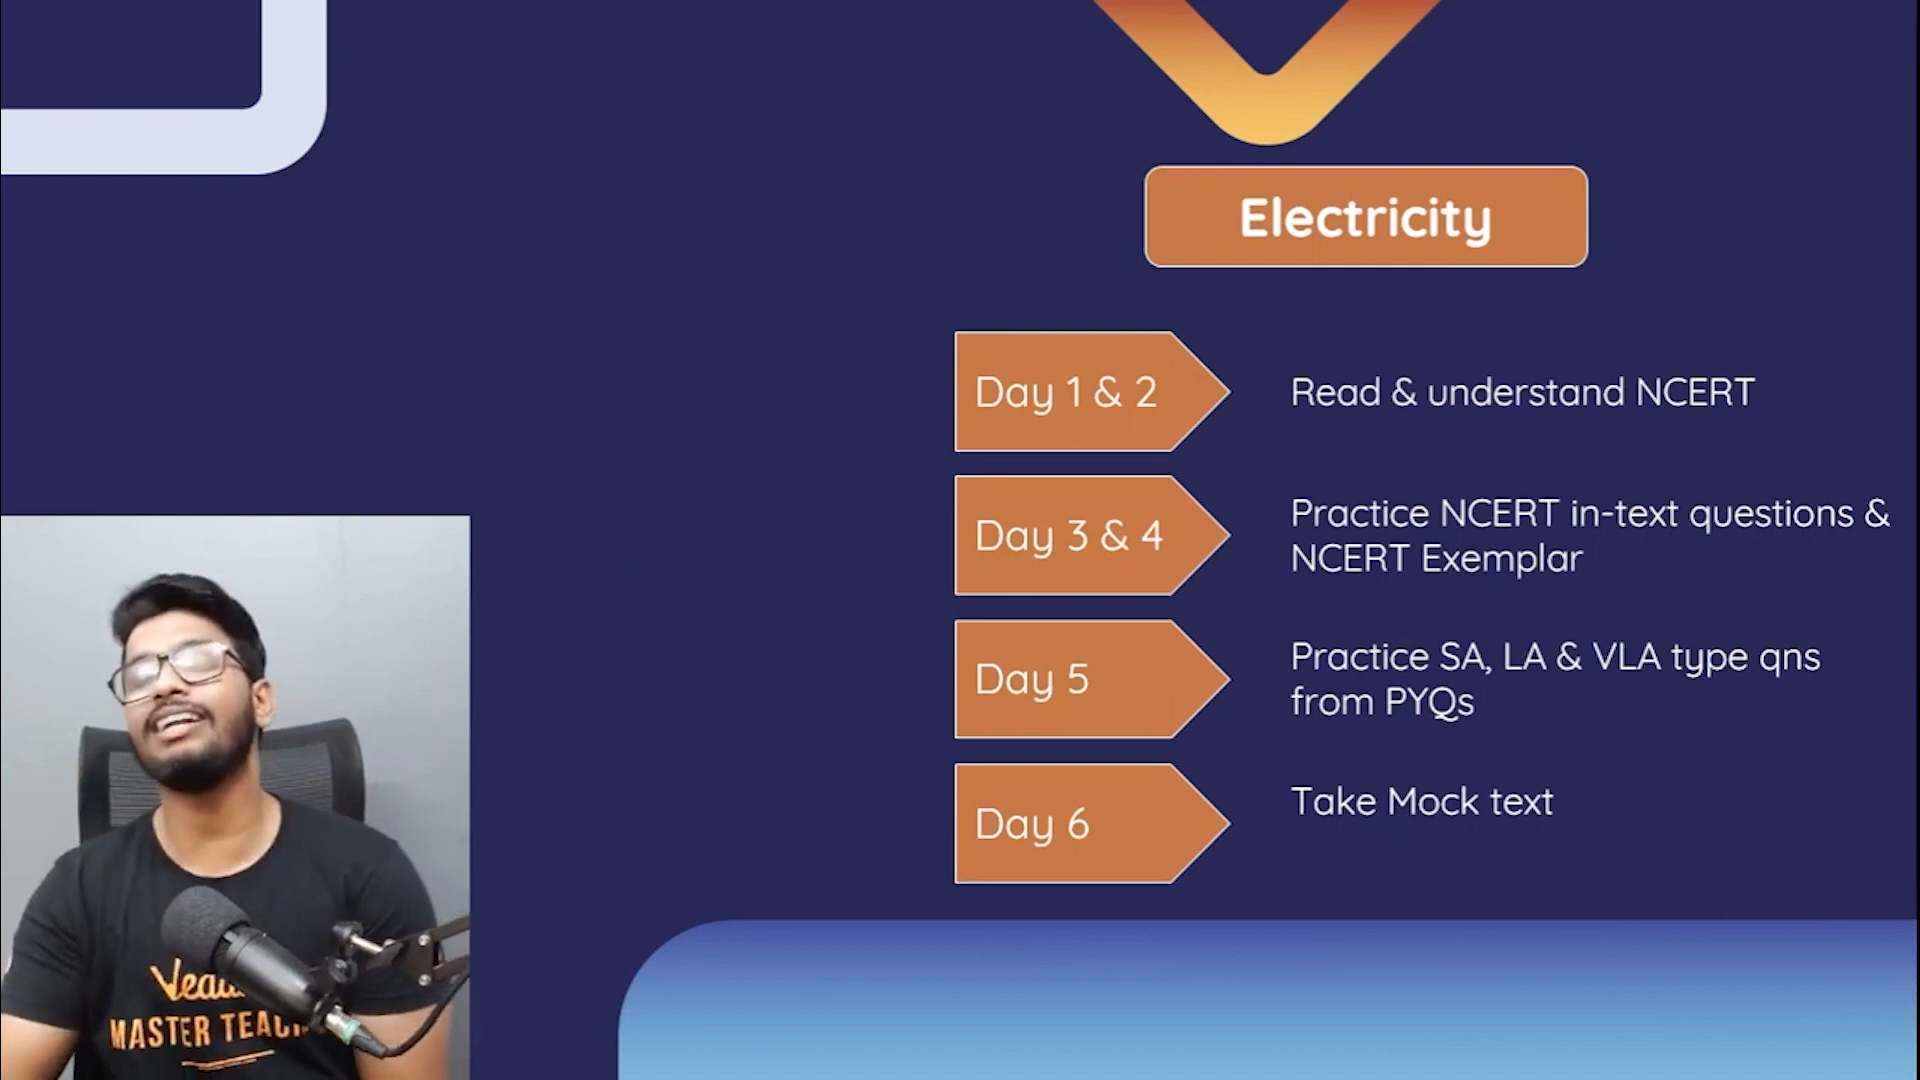 Electricity
Day 1 & 2
Read & understand NCERT
Day 3 & 4
Practice NCERT in-text questions &
NCERT Exemplar
Day 5
Practice SA, LA & VLA type qns
from PYQs
Day 6
Take Mock text
MASTER